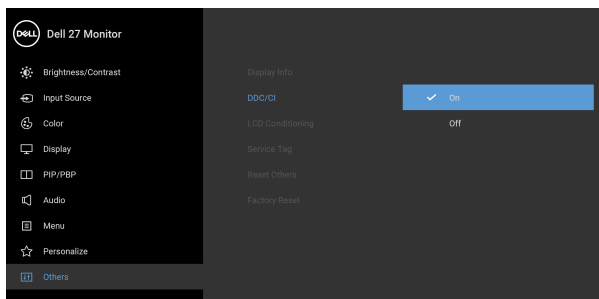 DELL Dell 27 Monitor
Brightness/Contrast
Display Info
Input Source
DDC/CI
On
Color
LCD Conditioning
Off
Display
Service Tag
PIP/PBP
Reset Others
Audio
Factory Reset
Menu
Personalize
Others